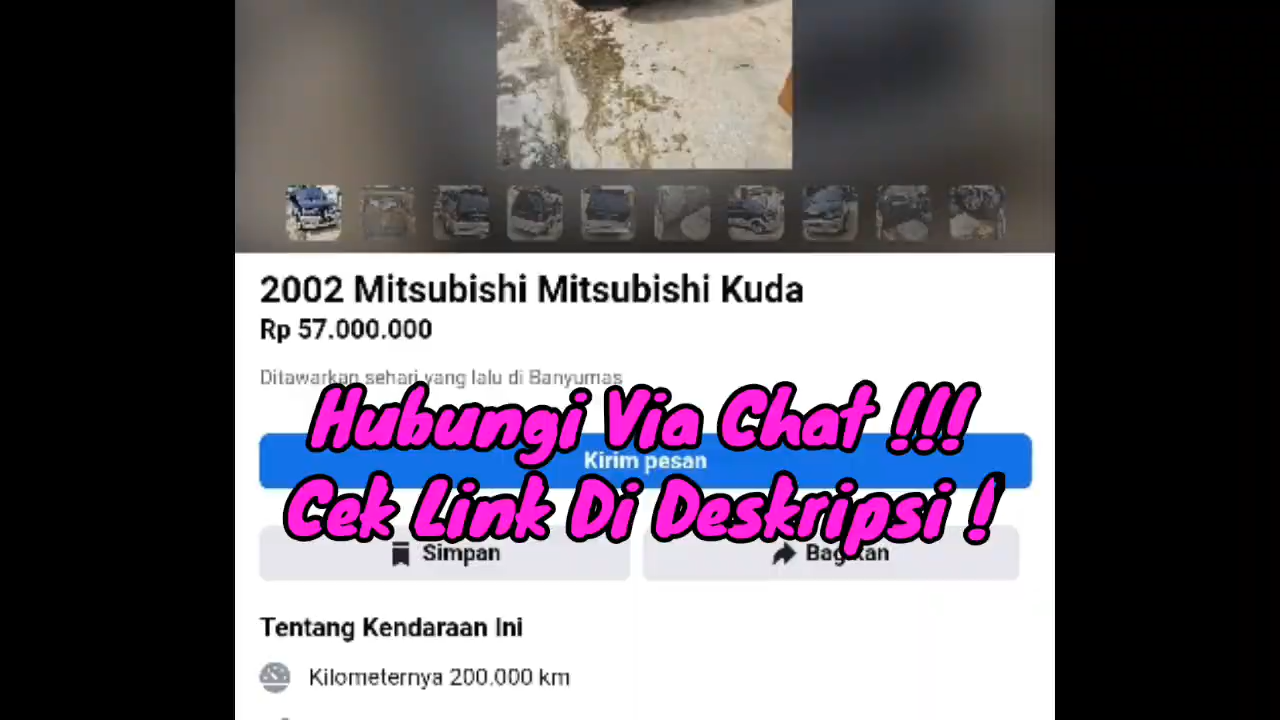 2002 Mitsubishi Mitsubishi Kuda
Rp 57.000.000
Ditawarkan sehari yang lalu di Banyumas
Hubungi Via Chat !!!
Kirim pesan
Cek Link Di Deskripsi !
Simpan
Bagikan
Tentang Kendaraan Ini
Kilometernya 200.000 km